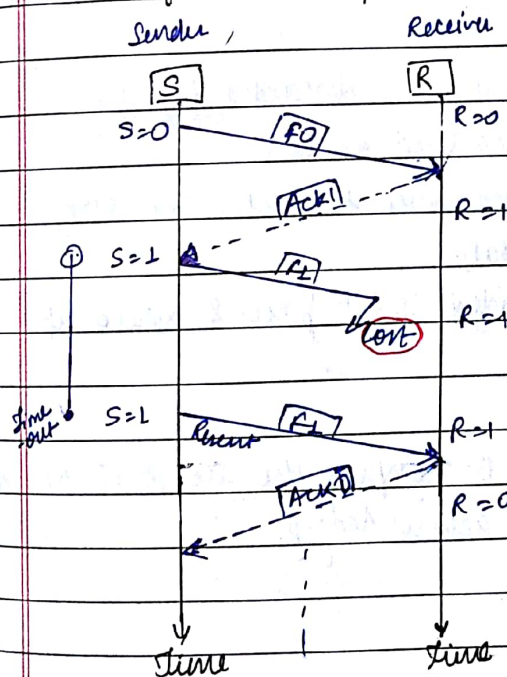 Sender, Receiver
S R
S=0 F0 R=0
Ack1 R=1
S=1 F1
Lost R=1
Time out S=1 F1 R=1
Resent
R=0
Time Time